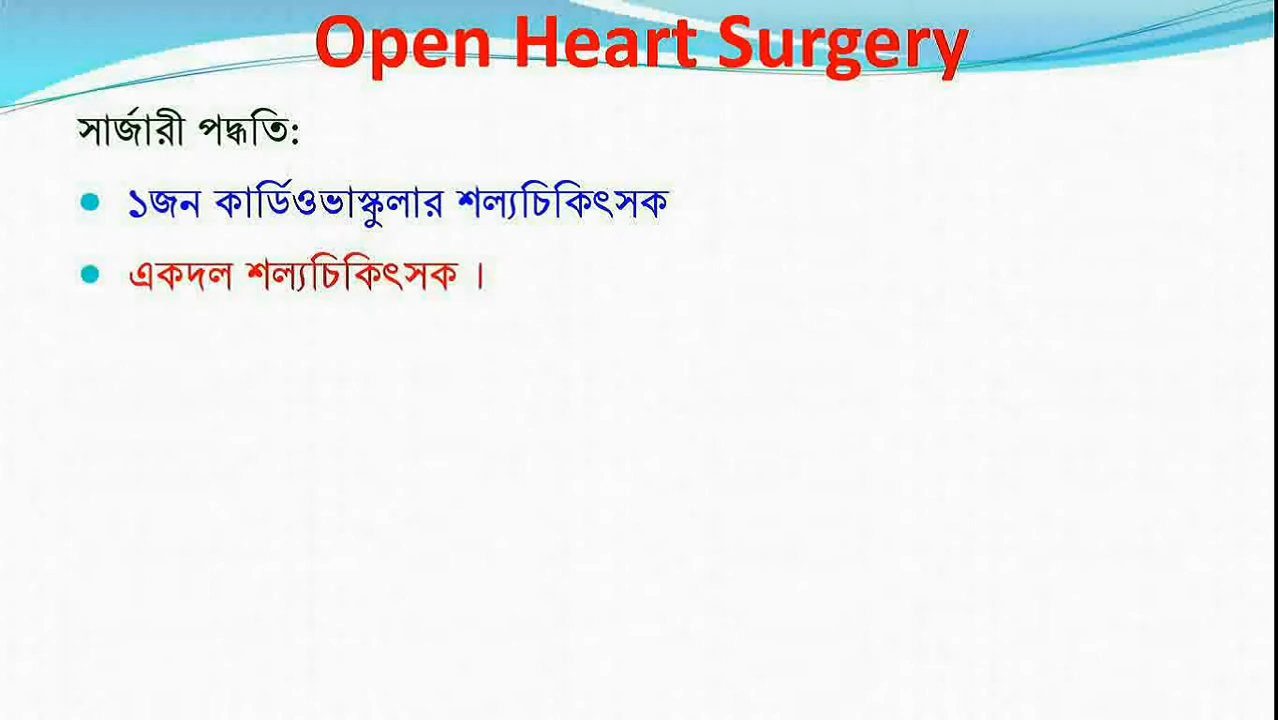 Open Heart Surgery
সার্জারী পদ্ধতি:
• ১জন কার্ডিওভাস্কুলার শল্যচিকিৎসক
• একদল শল্যচিকিৎসক ।